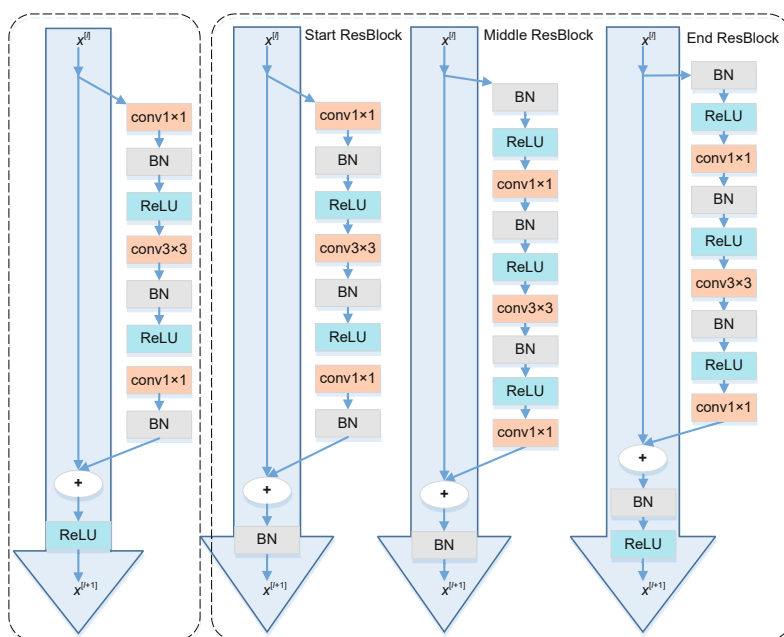 x^[l]
conv1×1
BN
ReLU
conv3×3
BN
ReLU
conv1×1
BN
+
ReLU
x^[l+1]
Start ResBlock
x^[l]
conv1×1
BN
ReLU
conv3×3
BN
ReLU
conv1×1
BN
+
BN
x^[l+1]
Middle ResBlock
x^[l]
BN
ReLU
conv1×1
BN
ReLU
conv3×3
BN
ReLU
conv1×1
+
BN
x^[l+1]
End ResBlock
x^[l]
BN
ReLU
conv1×1
BN
ReLU
conv3×3
BN
ReLU
conv1×1
+
BN
ReLU
x^[l+1]